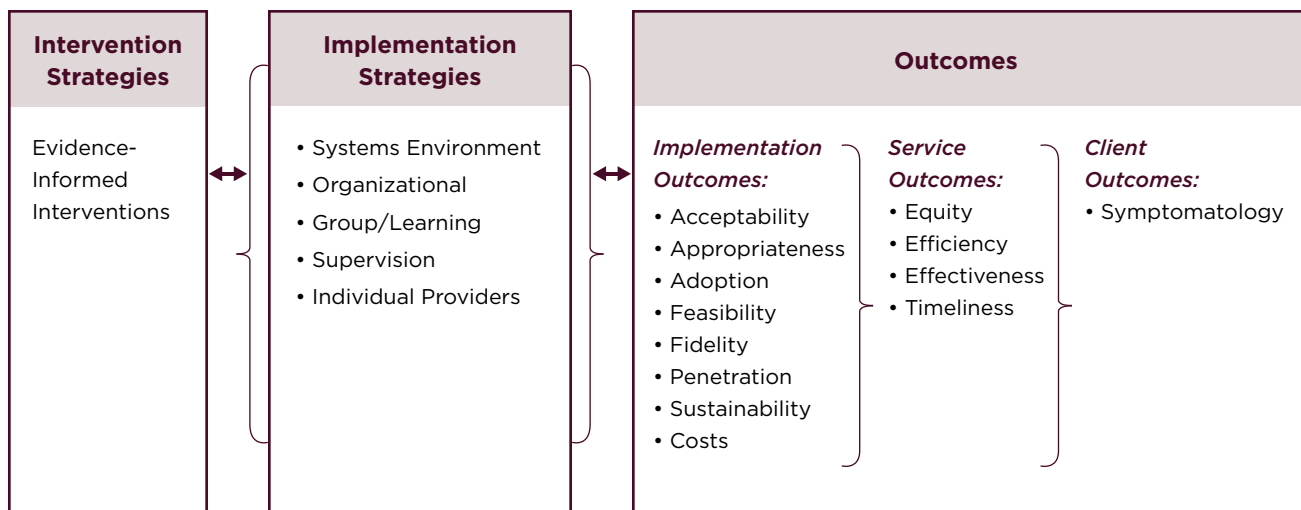 Intervention
Strategies
Evidence-
Informed
Interventions
Implementation
Strategies
• Systems Environment
• Organizational
• Group/Learning
• Supervision
• Individual Providers
Outcomes
Implementation
Outcomes:
• Acceptability
• Appropriateness
• Adoption
• Feasibility
• Fidelity
• Penetration
• Sustainability
• Costs
Service
Outcomes:
• Equity
• Efficiency
• Effectiveness
• Timeliness
Client
Outcomes:
• Symptomatology